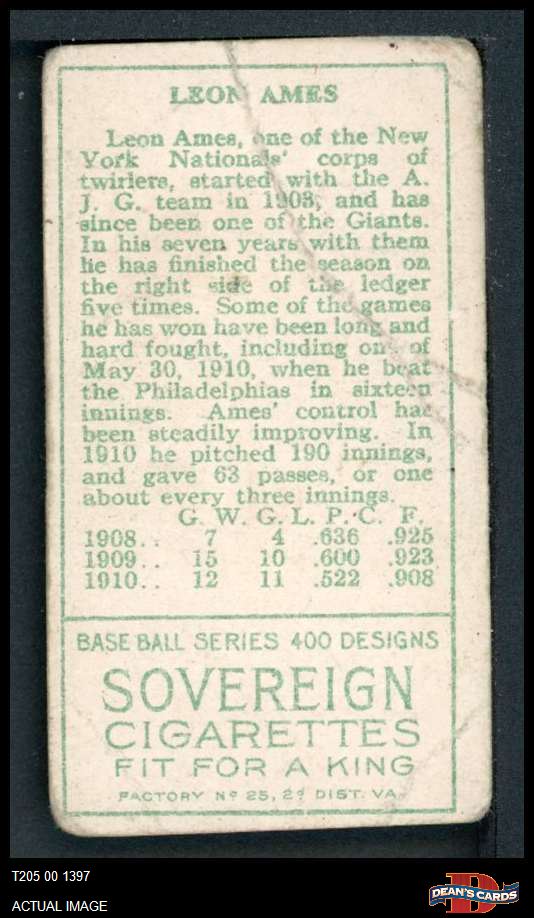 LEON AMES
Leon Ames, one of the New
York Nationals' corps of
twirlers, started with the A.
J. G. team in 1903, and has
since been one of the Giants.
In his seven years with them
he has finished the season on
the right side of the ledger
five times. Some of the games
he has won have been long and
hard fought, including one of
May 30, 1910, when he beat
the Philadelphias in sixteen
innings. Ames' control has
been steadily improving. In
1910 he pitched 190 innings,
and gave 63 passes, or one
about every three innings.
G. W. G. L. P. C. F.
1908.. 7 4 .636 .925
1909.. 15 10 .600 .923
1910.. 12 11 .522 .908
BASE BALL SERIES 400 DESIGNS
SOVEREIGN
CIGARETTES
FIT FOR A KING
FACTORY Nº 25, 2d DIST. VA.
T205 00 1397
ACTUAL IMAGE
DEAN'S CARDS